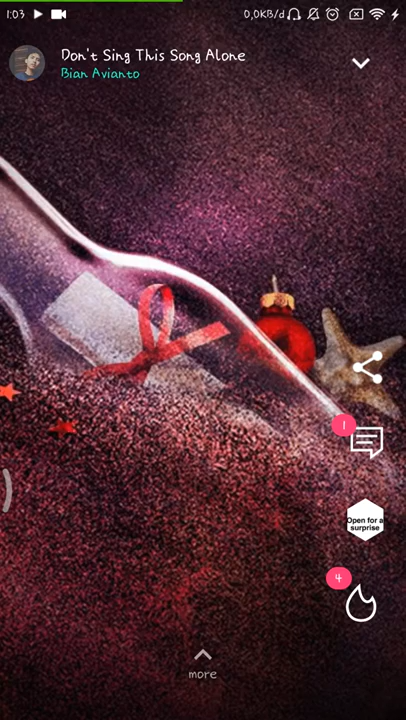 1:03
0,0KB/d
Don't Sing This Song Alone
Bian Avianto
1
Open for a
surprise
4
more